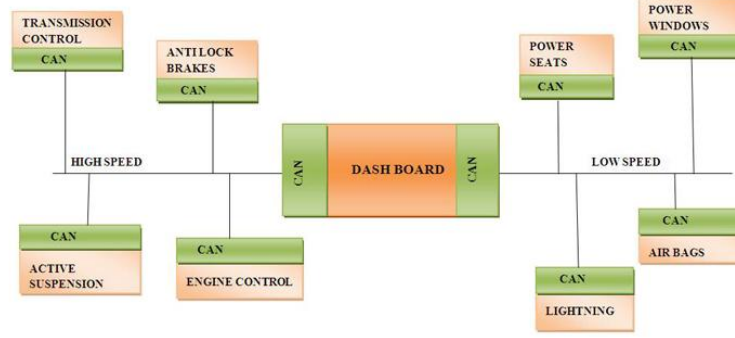 TRANSMISSION
CONTROL
CAN
ANTI LOCK
BRAKES
CAN
POWER
SEATS
CAN
POWER
WINDOWS
CAN
HIGH SPEED
CAN
DASH BOARD
CAN
LOW SPEED
CAN
ACTIVE
SUSPENSION
CAN
ENGINE CONTROL
CAN
LIGHTNING
CAN
AIR BAGS